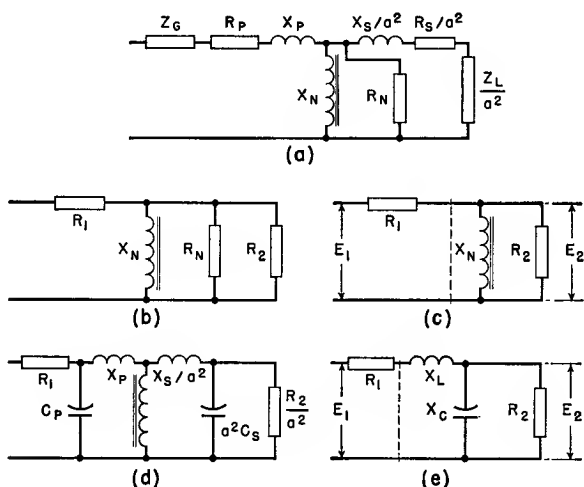 Z_G R_P X_P X_S/a² R_S/a²
X_N R_N Z_L/a²
(a)
R_1 X_N R_N R_2
(b)
E_1 R_1 X_N R_2 E_2
(c)
R_1 X_P X_S/a²
C_P a²C_S R_2/a²
(d)
R_1 X_L
E_1 X_C R_2 E_2
(e)